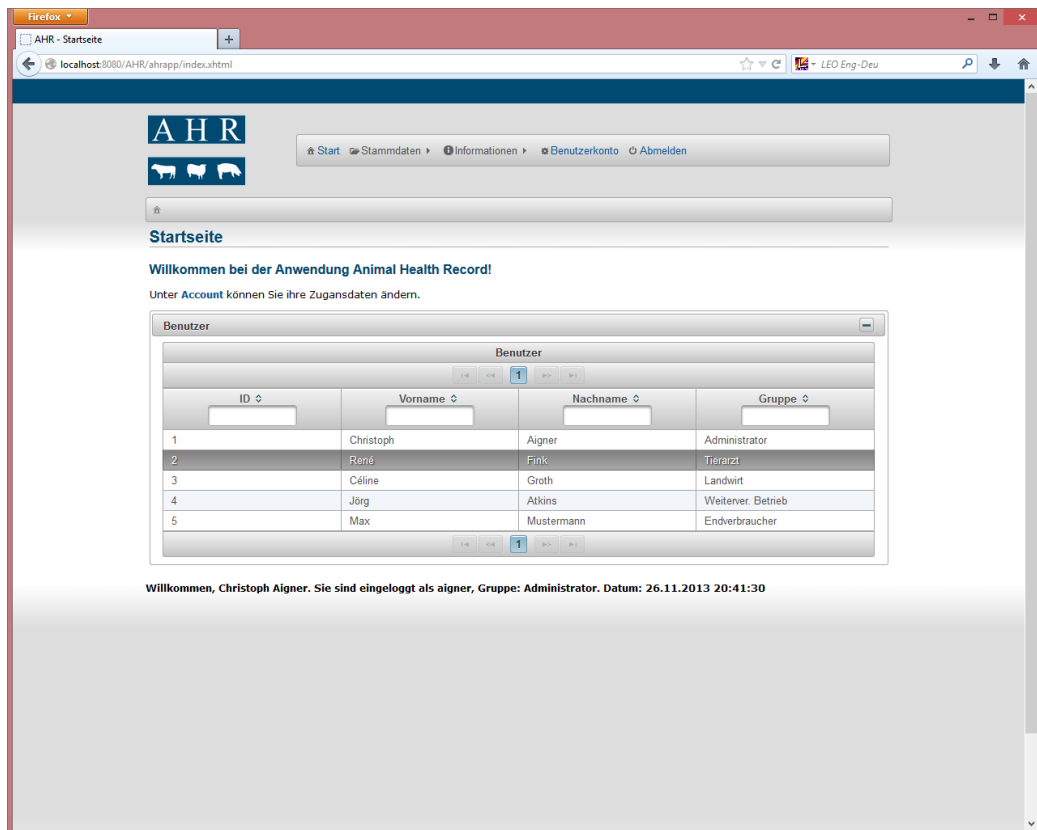 Firefox
AHR - Startseite
localhost:8080/AHR/ahrapp/index.xhtml
LEO Eng-Deu
A H R
Start Stammdaten Informationen Benutzerkonto Abmelden
Startseite
Willkommen bei der Anwendung Animal Health Record!
Unter Account können Sie ihre Zugansdaten ändern.
Benutzer
Benutzer
1
ID Vorname Nachname Gruppe
1 Christoph Aigner Administrator
2 René Fink Tierarzt
3 Céline Groth Landwirt
4 Jörg Atkins Weiterver. Betrieb
5 Max Mustermann Endverbraucher
1
Willkommen, Christoph Aigner. Sie sind eingeloggt als aigner, Gruppe: Administrator. Datum: 26.11.2013 20:41:30